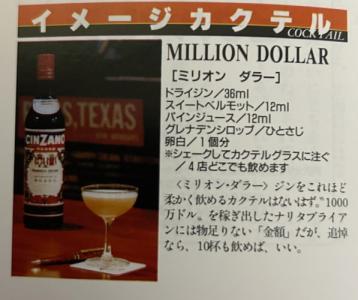 イメージカクテル
COCKTAIL
MILLION DOLLAR
[ミリオン ダラー]
ドライジン/36ml
スイートベルモット/12ml
パインジュース/12ml
グレナデンシロップ/ひとさじ
卵白/1個分
※シェークしてカクテルグラスに注ぐ
/4店どこでも飲めます
〈ミリオン・ダラー〉ジンをこれほど
柔かく飲めるカクテルはないはず。〝1000
万ドル〟を稼ぎ出したナリタブライア
ンには物足りない「金額」だが、追悼
なら、10杯も飲めば、いい。
TEXAS
CINZANO